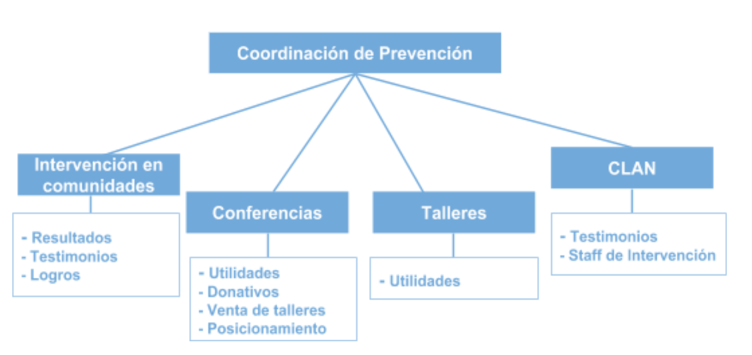 Coordinación de Prevención
Intervención en
comunidades
- Resultados
- Testimonios
- Logros
Conferencias
- Utilidades
- Donativos
- Venta de talleres
- Posicionamiento
Talleres
- Utilidades
CLAN
- Testimonios
- Staff de Intervención